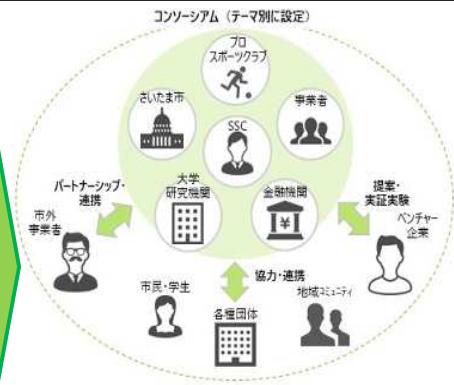 コンソーシアム（テーマ別に設定）
プロ
スポーツクラブ
さいたま市
事業者
SSC
大学
研究機関
金融機関
¥
パートナーシップ・
連携
提案・
実証実験
市外
事業者
ベンチャー
企業
協力・連携
市民・学生
各種団体
地域コミュニティ